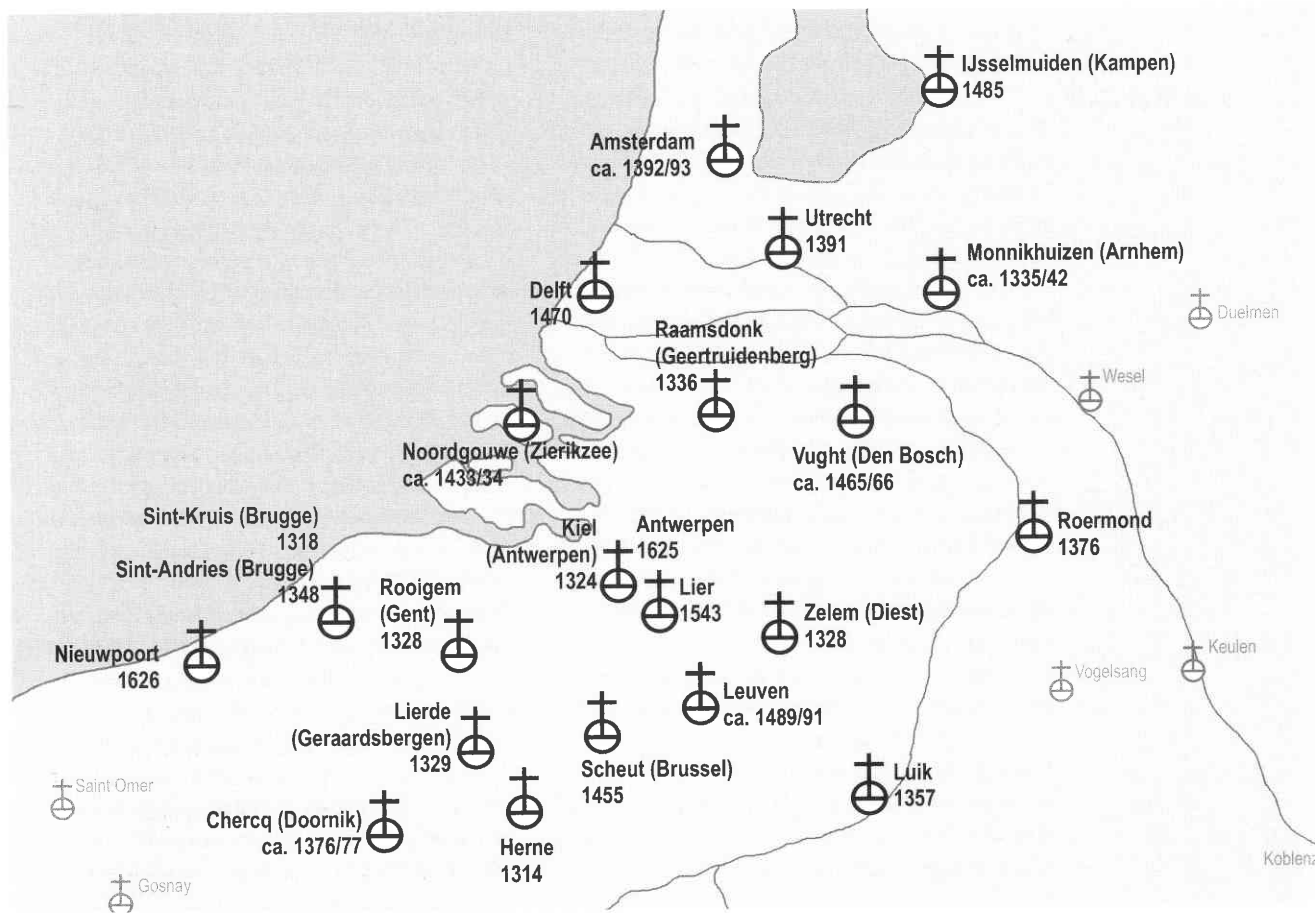 IJsselmuiden (Kampen)
1485
Amsterdam
ca. 1392/93
Utrecht
1391
Monnikhuizen (Arnhem)
ca. 1335/42
Delft
1470
Duelmen
Raamsdonk
(Geertruidenberg)
1336
Wesel
Noordgouwe (Zierikzee)
ca. 1433/34
Vught (Den Bosch)
ca. 1465/66
Roermond
1376
Sint-Kruis (Brugge)
1318
Sint-Andries (Brugge)
1348
Kiel
(Antwerpen)
1324
Antwerpen
1625
Lier
1543
Rooigem
(Gent)
1328
Zelem (Diest)
1328
Nieuwpoort
1626
Keulen
Vogelsang
Leuven
ca. 1489/91
Lierde
(Geraardsbergen)
1329
Scheut (Brussel)
1455
Luik
1357
Saint Omer
Chercq (Doornik)
ca. 1376/77
Herne
1314
Koblenz
Gosnay